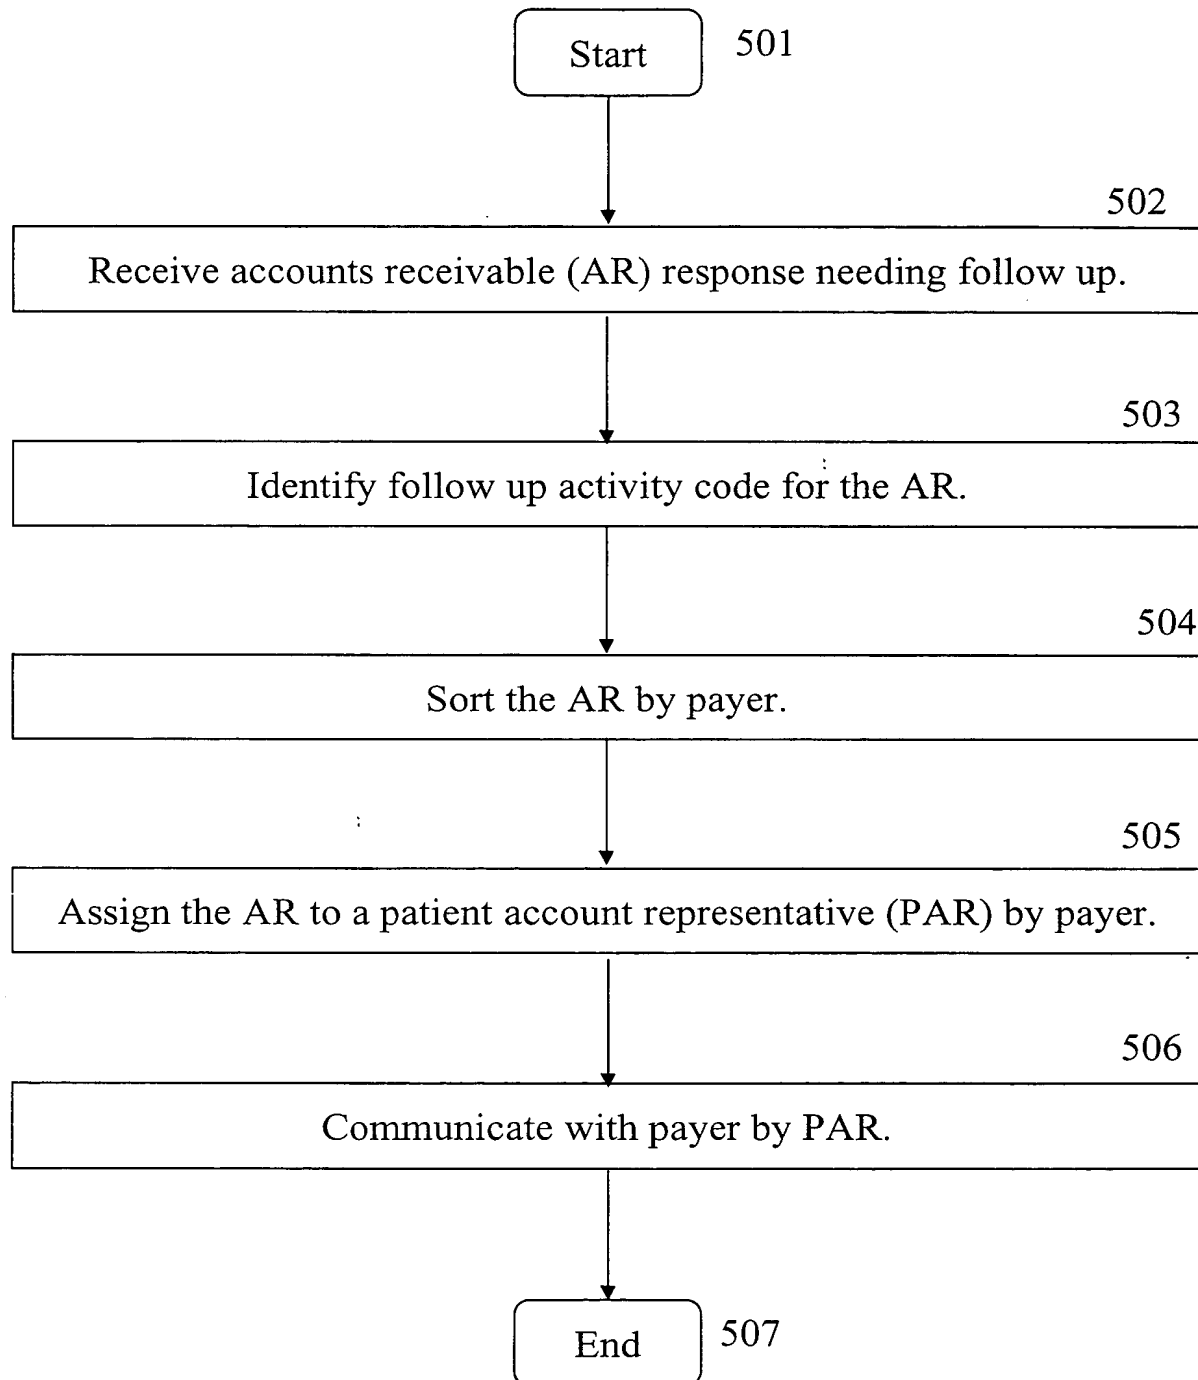 Start
501
502
Receive accounts receivable (AR) response needing follow up.
503
Identify follow up activity code for the AR.
504
Sort the AR by payer.
505
Assign the AR to a patient account representative (PAR) by payer.
506
Communicate with payer by PAR.
End
507